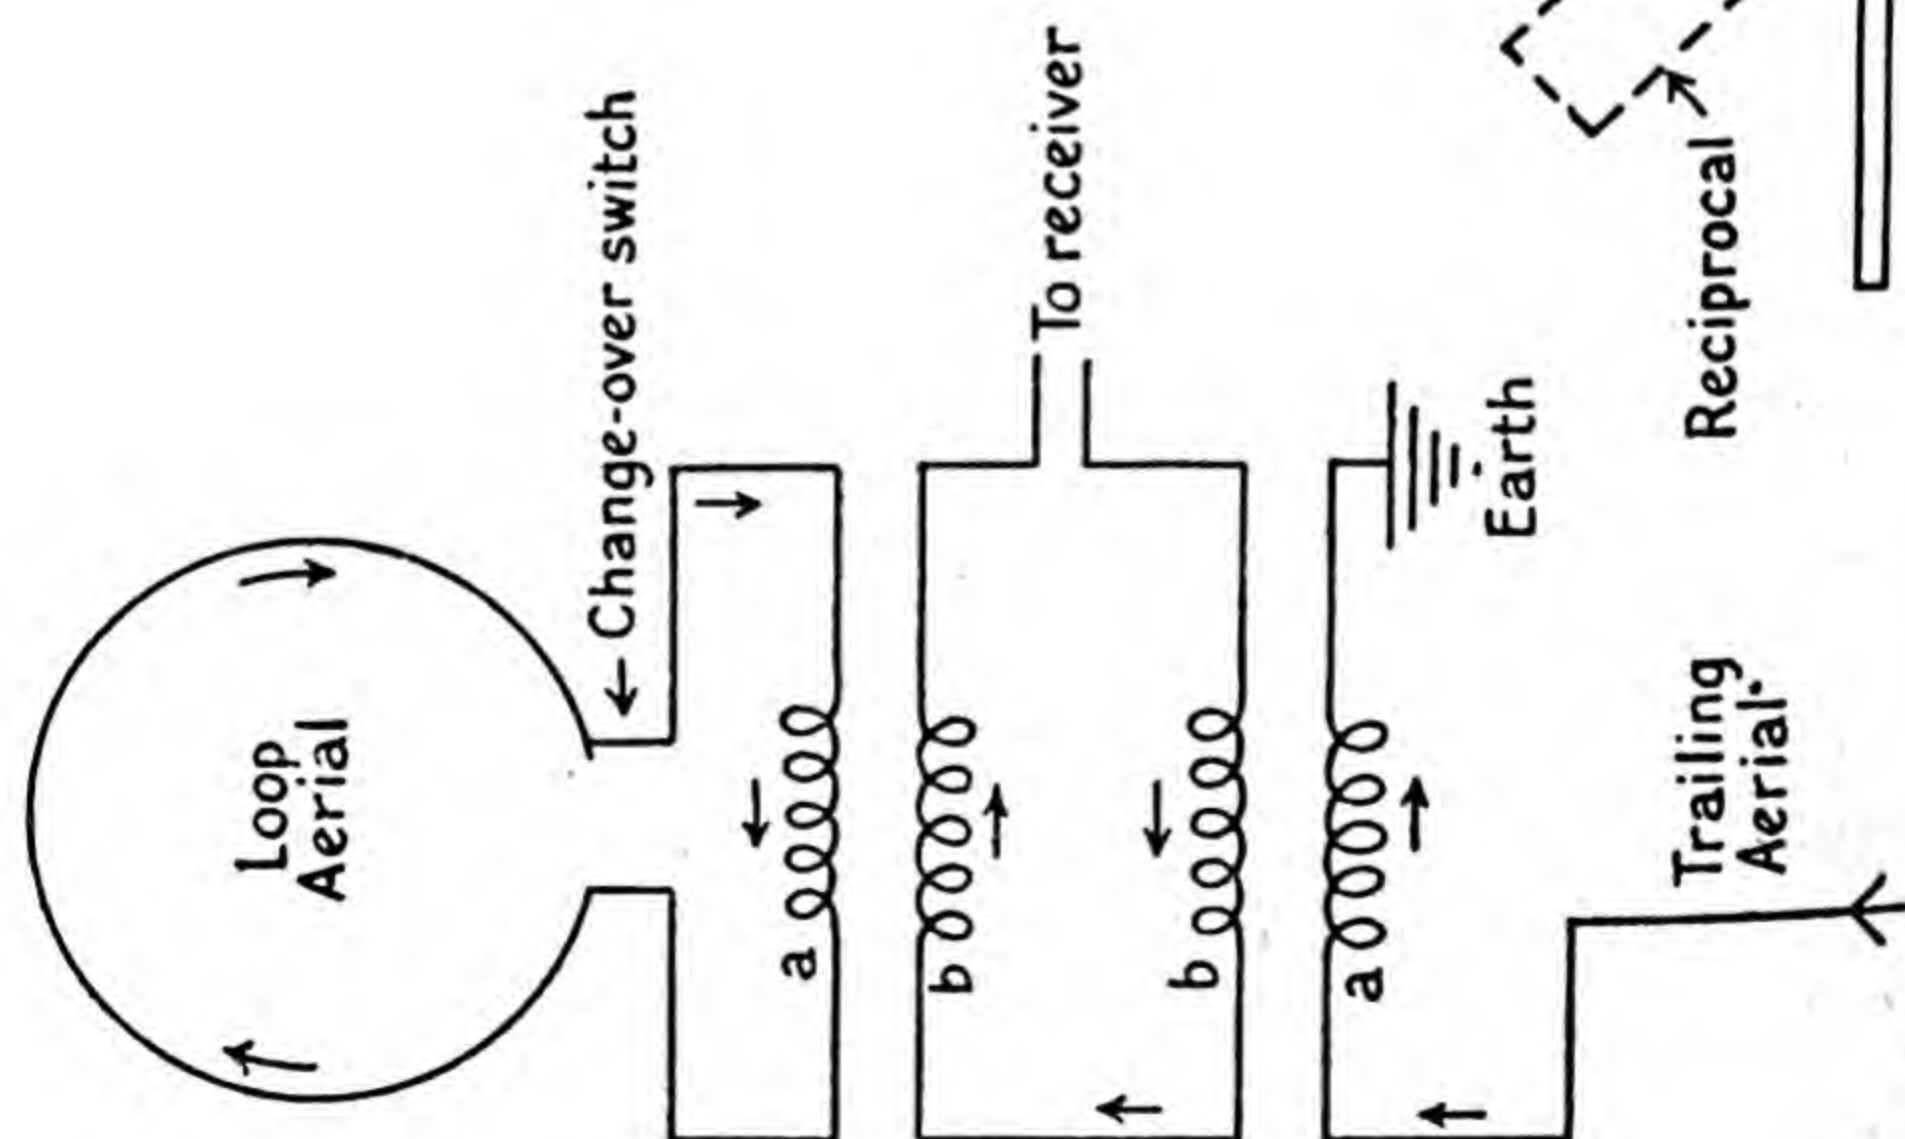 Loop
Aerial
Change-over switch
a
b
To receiver
b
a
Earth
Trailing
Aerial
Reciprocal